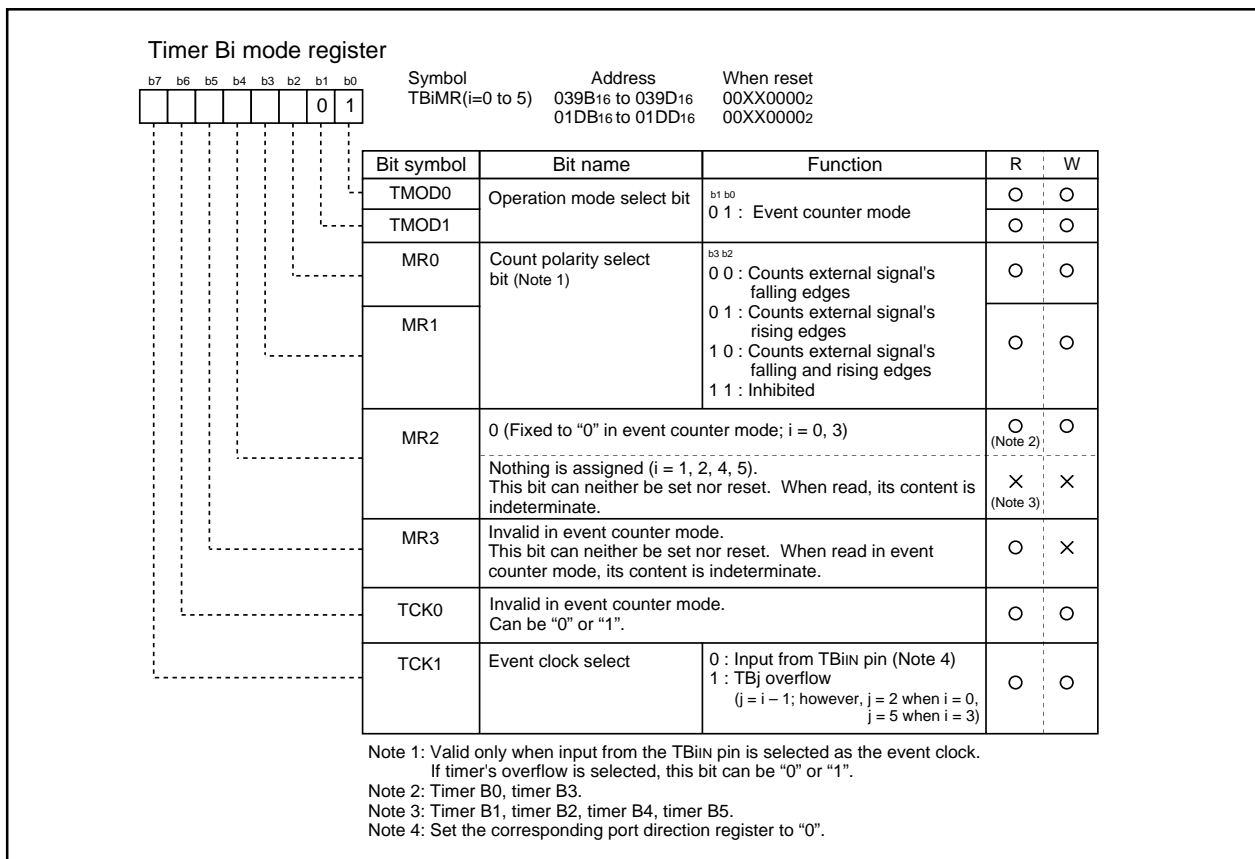 Timer Bi mode register
b7 b6 b5 b4 b3 b2 b1 b0
0 1
Symbol Address When reset
TBiMR(i=0 to 5) 039B16 to 039D16 00XX00002
01DB16 to 01DD16 00XX00002
Bit symbol Bit name Function R W
TMOD0 Operation mode select bit b1 b0
0 1 : Event counter mode
TMOD1
MR0 Count polarity select
bit (Note 1)
b3 b2
0 0 : Counts external signal's
falling edges
0 1 : Counts external signal's
rising edges
MR1
1 0 : Counts external signal's
falling and rising edges
1 1 : Inhibited
MR2 0 (Fixed to “0” in event counter mode; i = 0, 3)
(Note 2)
Nothing is assigned (i = 1, 2, 4, 5).
This bit can neither be set nor reset. When read, its content is
indeterminate.
(Note 3)
MR3 Invalid in event counter mode.
This bit can neither be set nor reset. When read in event
counter mode, its content is indeterminate.
TCK0 Invalid in event counter mode.
Can be “0” or “1”.
TCK1 Event clock select 0 : Input from TBiIN pin (Note 4)
1 : TBj overflow
(j = i – 1; however, j = 2 when i = 0,
j = 5 when i = 3)
Note 1: Valid only when input from the TBiIN pin is selected as the event clock.
If timer's overflow is selected, this bit can be “0” or “1”.
Note 2: Timer B0, timer B3.
Note 3: Timer B1, timer B2, timer B4, timer B5.
Note 4: Set the corresponding port direction register to “0”.